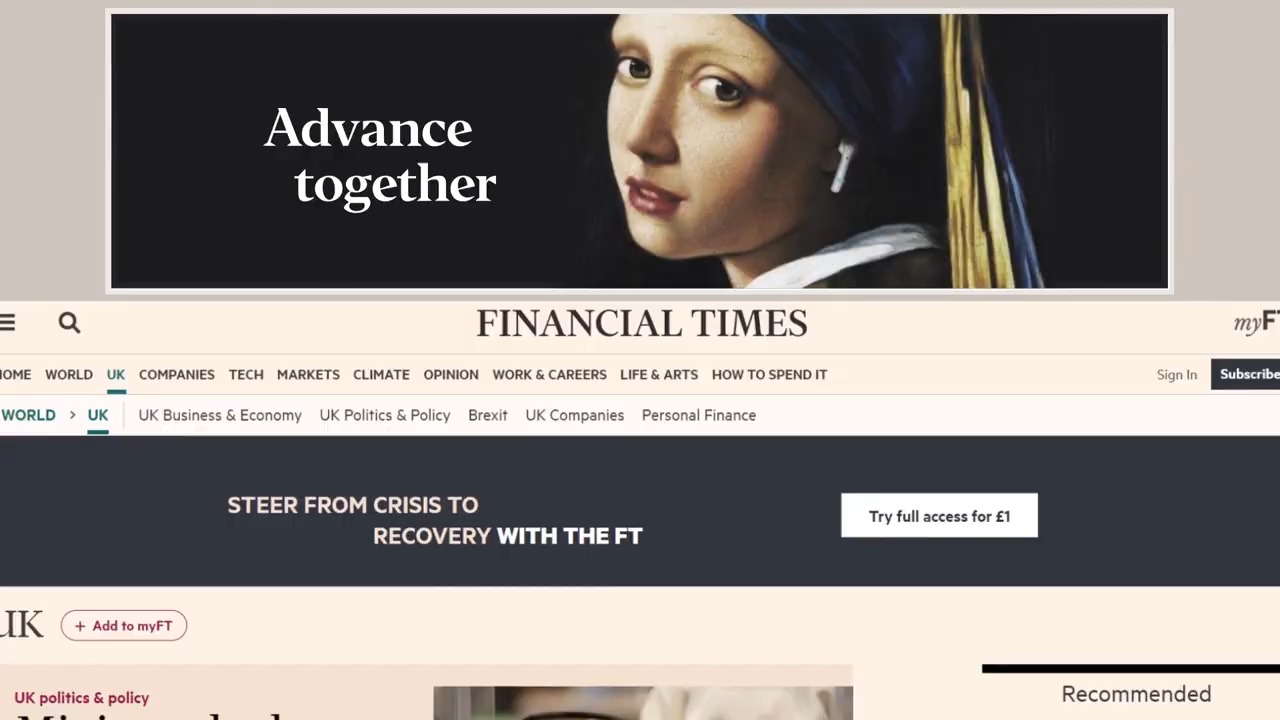 Advance
together
FINANCIAL TIMES
myFT
HOME WORLD UK COMPANIES TECH MARKETS CLIMATE OPINION WORK & CAREERS LIFE & ARTS HOW TO SPEND IT Sign In Subscribe
WORLD > UK UK Business & Economy UK Politics & Policy Brexit UK Companies Personal Finance
STEER FROM CRISIS TO
RECOVERY WITH THE FT
Try full access for £1
UK + Add to myFT
UK politics & policy
Recommended